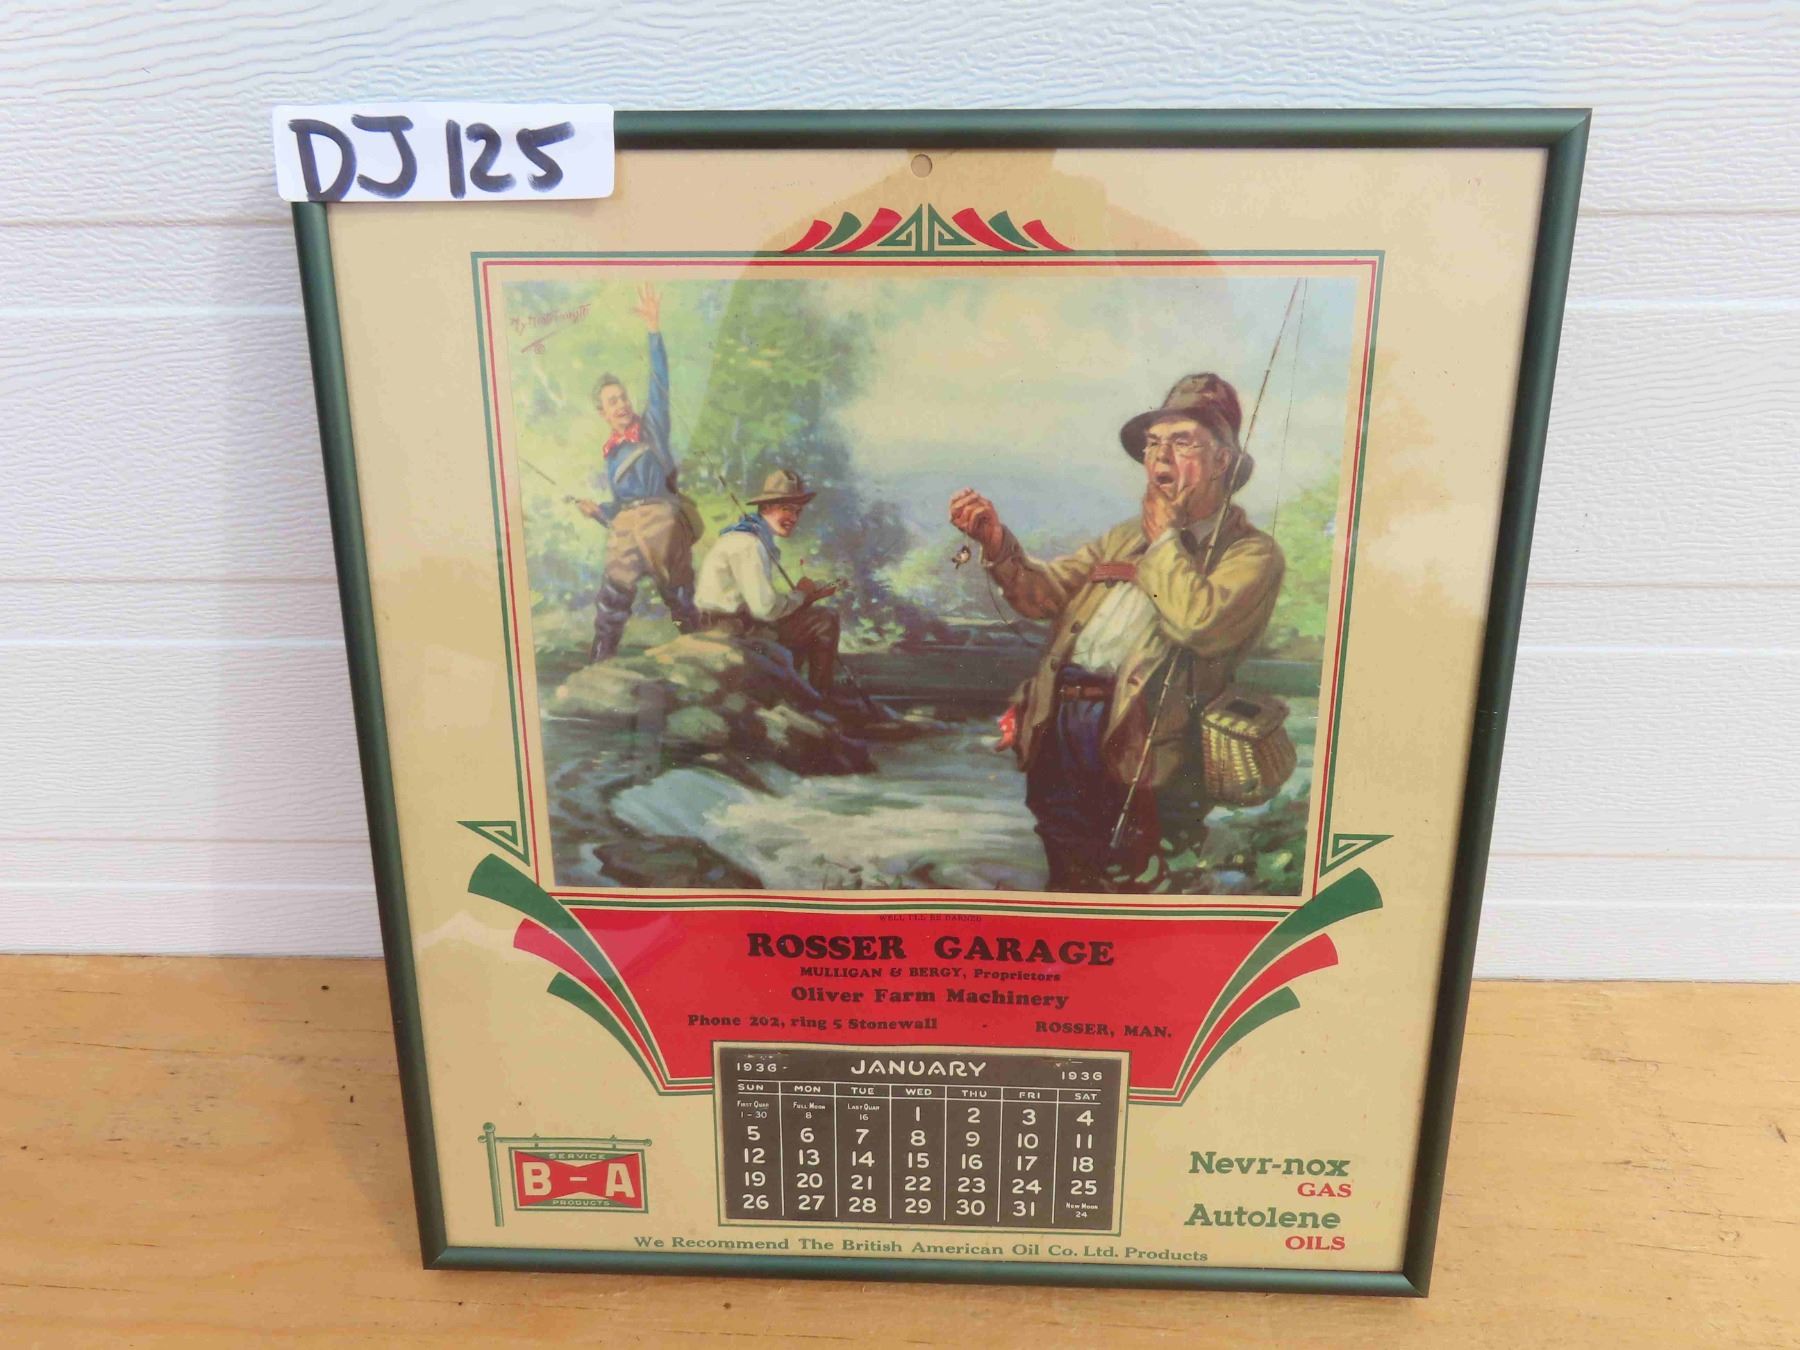 DJ 125
WELL, I'LL BE DARNED
ROSSER GARAGE
MULLIGAN & BERGY, Proprietors
Oliver Farm Machinery
Phone 202, ring 5 Stonewall
ROSSER, MAN.
1936 JANUARY 1936
SUN MON TUE WED THU FRI SAT
First Quar 1-30 Full Moon 8 Last Quar 16 1 2 3 4
5 6 7 8 9 10 11
12 13 14 15 16 17 18
19 20 21 22 23 24 25
26 27 28 29 30 31 New Moon 24
SERVICE
B-A
PRODUCTS
Nevr-nox
GAS
Autolene
OILS
We Recommend The British American Oil Co. Ltd. Products